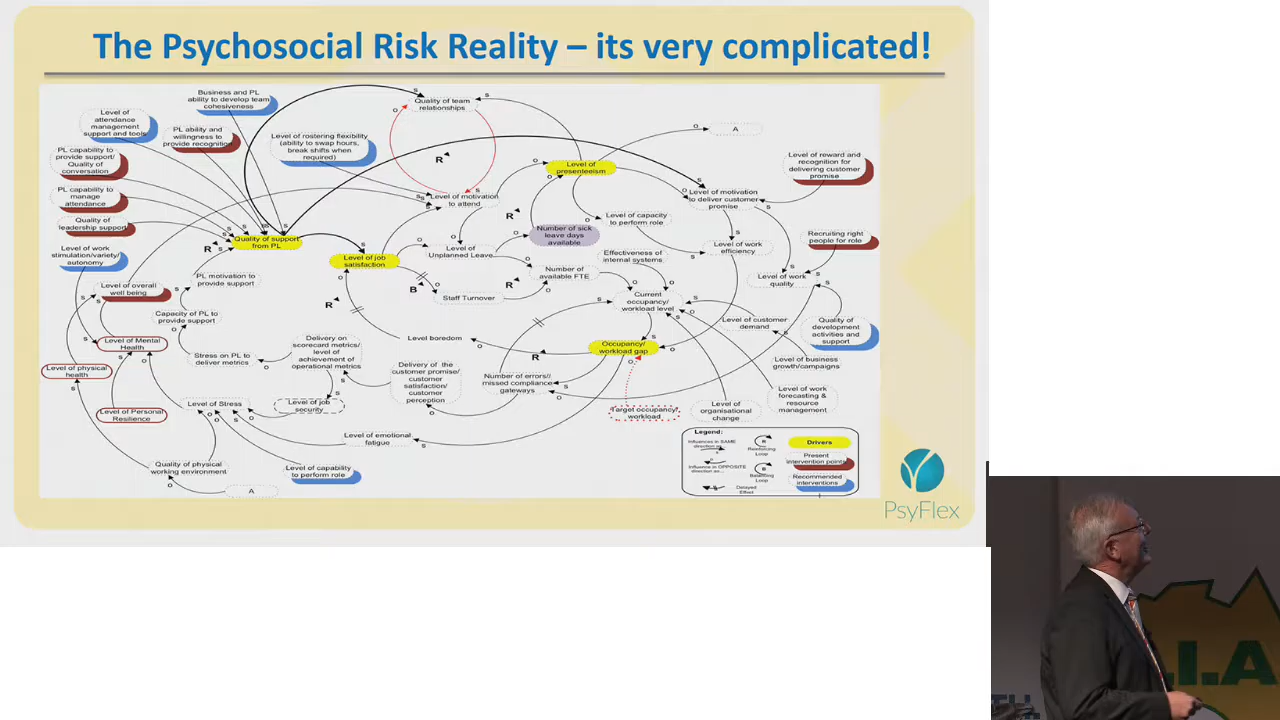 The Psychosocial Risk Reality – its very complicated!
Business and PL
ability to develop team
cohesiveness
Quality of team
relationships
Level of
attendance
management
support and tools
PL ability and
willingness to
provide recognition
Level of rostering flexibility
(ability to swap hours,
break shifts when
required)
A
PL capability to
provide support/
Quality of
conversation
Level of
presenteeism
Level of reward and
recognition for
delivering customer
promise
PL capability to
manage
attendance
Level of motivation
to attend
Level of motivation
to deliver customer
promise
Quality of
leadership support
Level of capacity
to perform role
Number of sick
leave days
available
Quality of support
from PL
Recruiting right
people for role
Level of work
stimulation/variety/
autonomy
Level of job
satisfaction
Level of
Unplanned Leave
Effectiveness of
internal systems
Level of work
efficiency
PL motivation to
provide support
Number of
available FTE
Level of work
quality
Level of overall
well being
Staff Turnover
Current
occupancy/
workload level
Capacity of PL to
provide support
Level of customer
demand
Quality of
development
activities and
support
Level of Mental
Health
Delivery on
scorecard metrics/
level of
achievement of
operational metrics
Level boredom
Occupancy/
workload gap
Stress on PL to
deliver metrics
Level of physical
health
Delivery of the
customer promise/
customer
satisfaction/
customer
perception
Number of errors//
missed compliance
gateways
Level of business
growth/campaigns
Level of work
forecasting &
resource
management
Level of Stress
Level of job
security
Level of Personal
Resilience
Target occupancy/
workload
Level of
organisational
change
Level of emotional
fatigue
Quality of physical
working environment
Level of capability
to perform role
A
R
R
R
R
R
R
B
Legend:
Influences in SAME
direction as...
Influence in OPPOSITE
direction as...
Delayed
Effect
R
Reinforcing
Loop
B
Balancing
Loop
Drivers
Present
intervention points
Recommended
interventions
PsyFlex
I.A